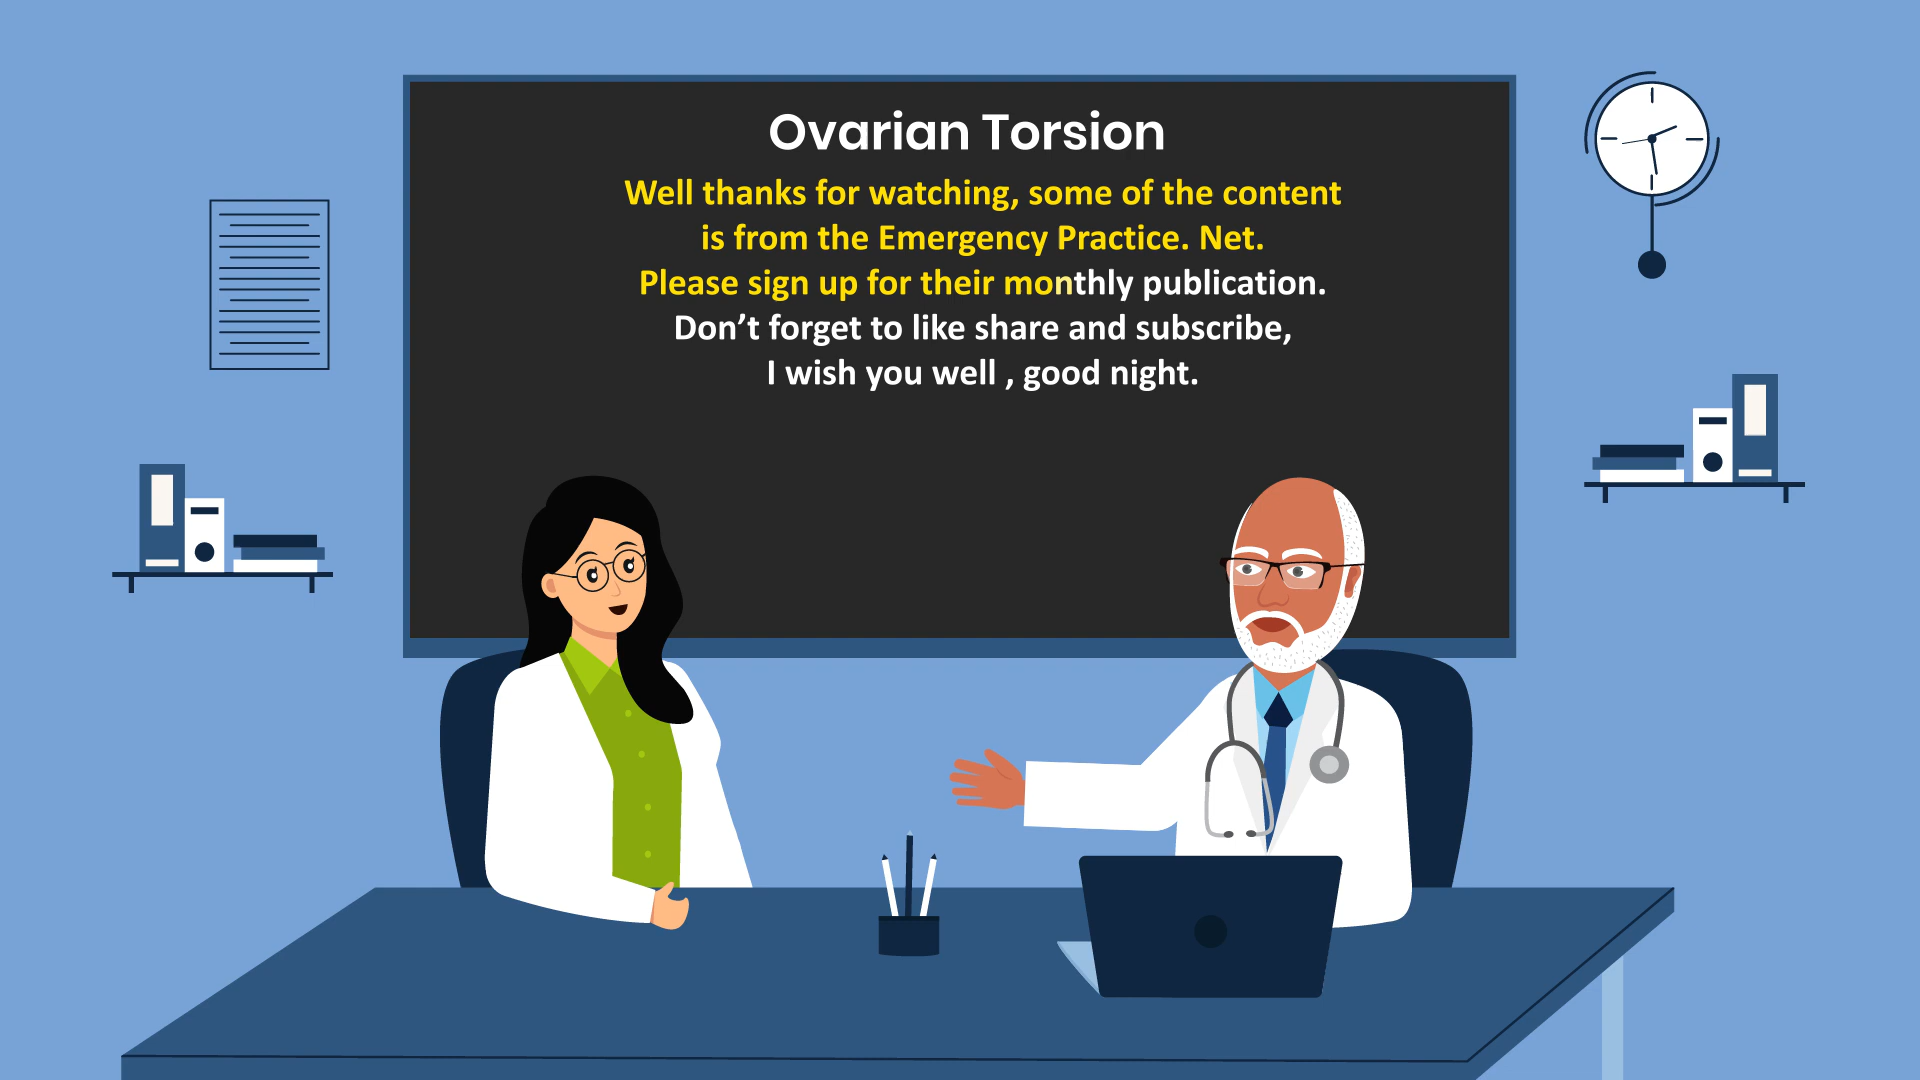 Ovarian Torsion
Well thanks for watching, some of the content
is from the Emergency Practice. Net.
Please sign up for their monthly publication.
Don’t forget to like share and subscribe,
I wish you well , good night.